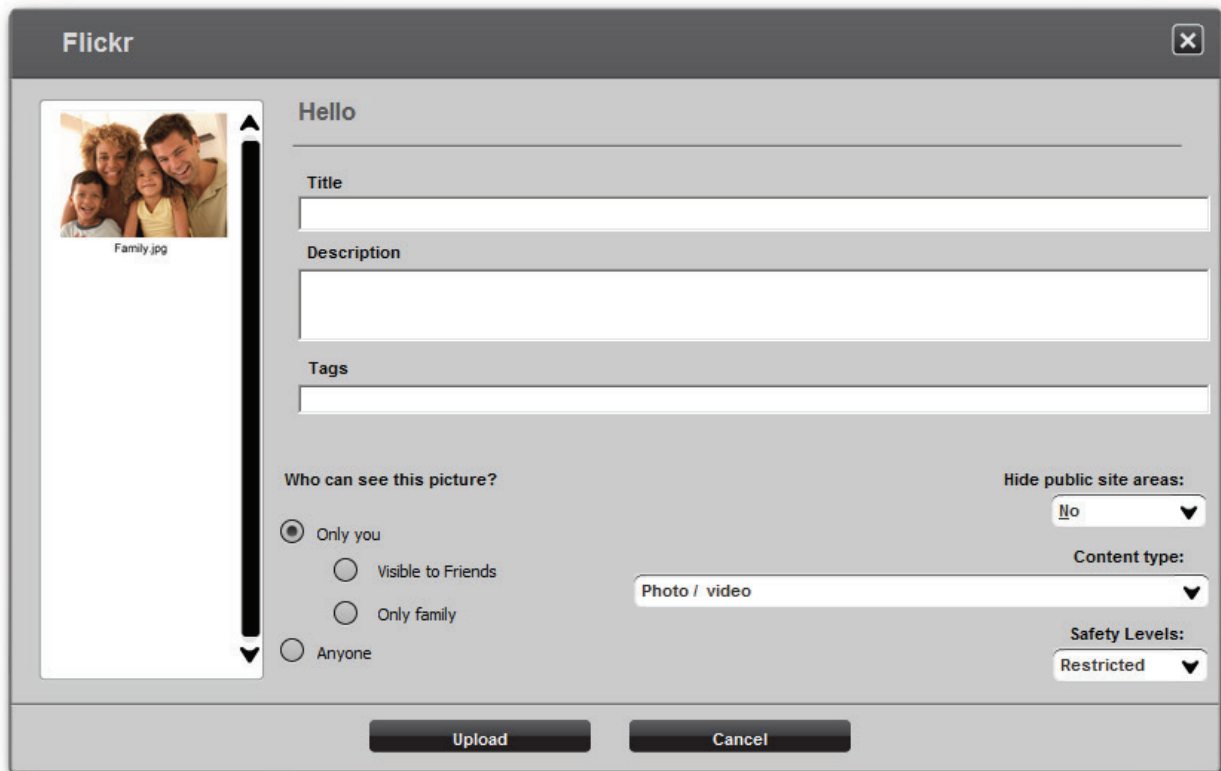 Flickr
Family.jpg
Hello
Title
Description
Tags
Who can see this picture?
Only you
Visible to Friends
Only family
Anyone
Hide public site areas:
No
Content type:
Photo / video
Safety Levels:
Restricted
Upload
Cancel